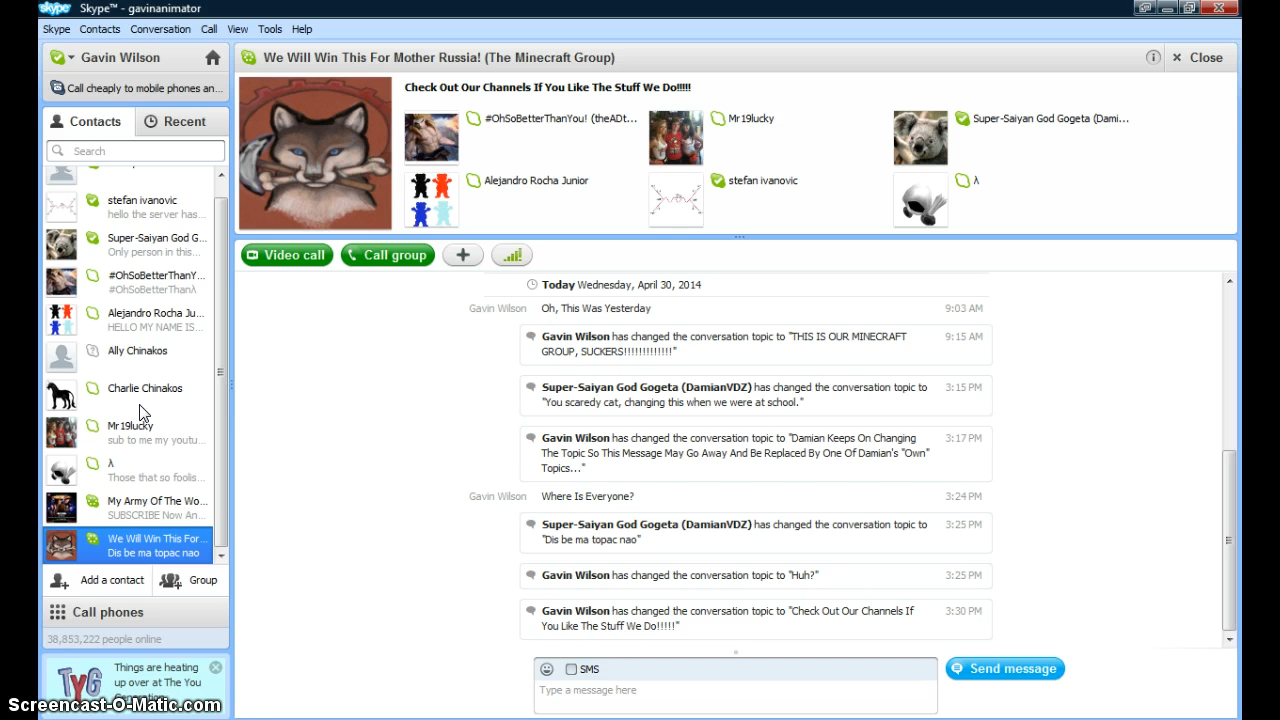 Skype™ - gavinanimator
Skype Contacts Conversation Call View Tools Help
Gavin Wilson
Call cheaply to mobile phones an...
Contacts
Recent
Search
stefan ivanovic
hello the server has...
Super-Saiyan God G...
Only person in this...
#OhSoBetterThanY...
#OhSoBetterThanλ
Alejandro Rocha Ju...
HELLO MY NAME IS...
Ally Chinakos
Charlie Chinakos
Mr19lucky
sub to me my youtu...
λ
Those that so foolis...
My Army Of The Wo...
SUBSCRIBE Now An...
We Will Win This For...
Dis be ma topac nao
Add a contact
Group
Call phones
38,853,222 people online
Things are heating
up over at The You
Generation
TYG
We Will Win This For Mother Russia! (The Minecraft Group)
Close
Check Out Our Channels If You Like The Stuff We Do!!!!!
#OhSoBetterThanYou! (theADt...
Mr19lucky
Super-Saiyan God Gogeta (Dami...
Alejandro Rocha Junior
stefan ivanovic
λ
Video call
Call group
Today Wednesday, April 30, 2014
Gavin Wilson Oh, This Was Yesterday 9:03 AM
Gavin Wilson has changed the conversation topic to "THIS IS OUR MINECRAFT 9:15 AM
GROUP, SUCKERS!!!!!!!!!!!!!"
Super-Saiyan God Gogeta (DamianVDZ) has changed the conversation topic to 3:15 PM
"You scaredy cat, changing this when we were at school."
Gavin Wilson has changed the conversation topic to "Damian Keeps On Changing 3:17 PM
The Topic So This Message May Go Away And Be Replaced By One Of Damian's "Own"
Topics..."
Gavin Wilson Where Is Everyone? 3:24 PM
Super-Saiyan God Gogeta (DamianVDZ) has changed the conversation topic to 3:25 PM
"Dis be ma topac nao"
Gavin Wilson has changed the conversation topic to "Huh?" 3:25 PM
Gavin Wilson has changed the conversation topic to "Check Out Our Channels If 3:30 PM
You Like The Stuff We Do!!!!!"
SMS
Type a message here
Send message
Screencast-O-Matic.com